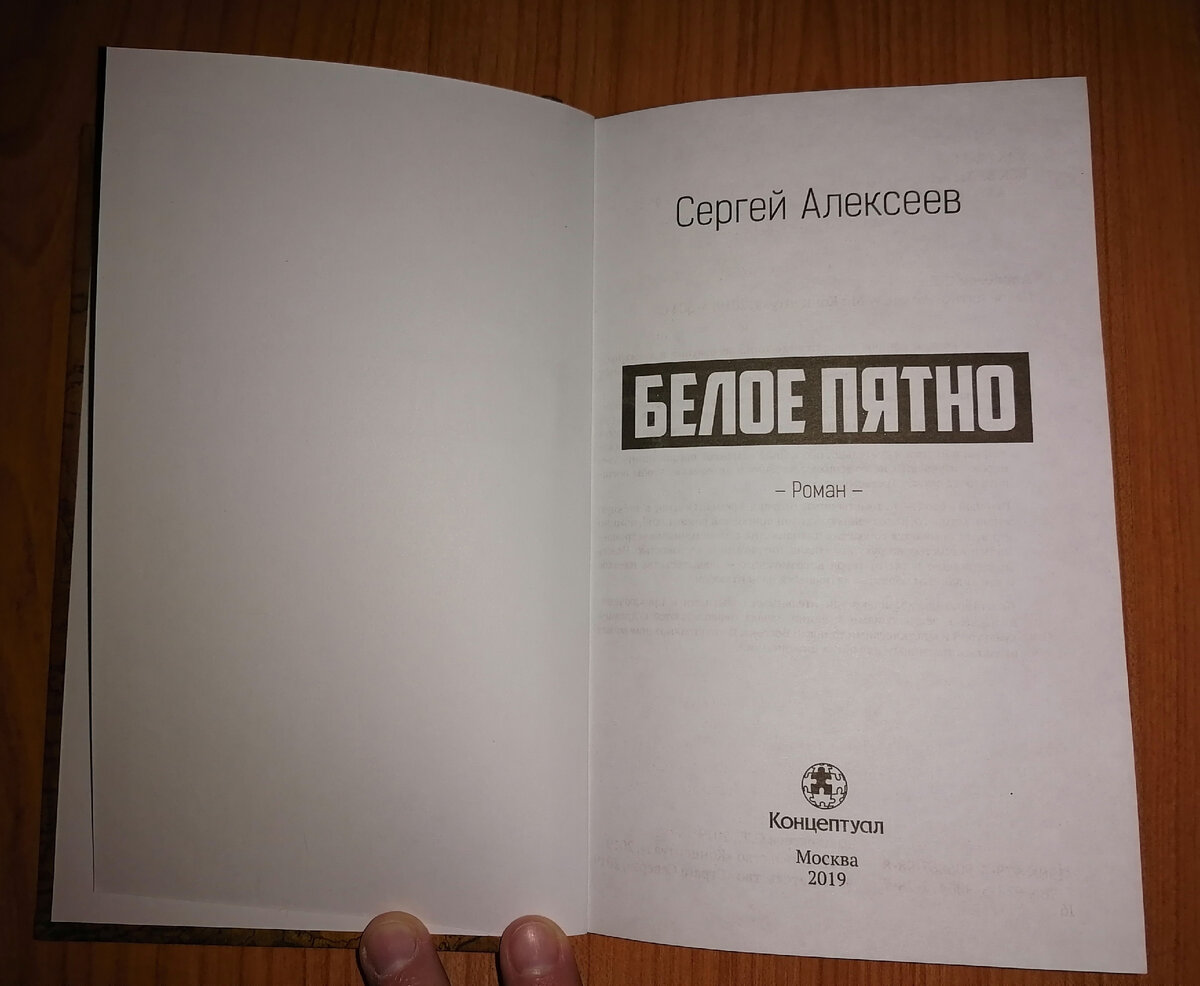 Сергей Алексеев
БЕЛОЕ ПЯТНО
– Роман –
Концептуал
Москва
2019